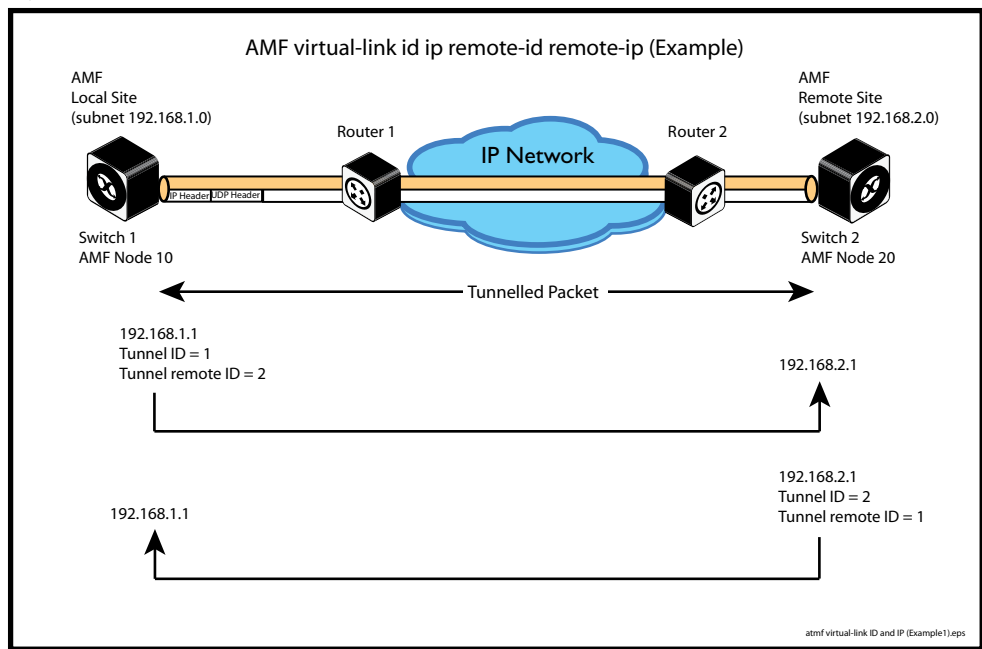 AMF virtual-link id ip remote-id remote-ip (Example)
AMF
Local Site
(subnet 192.168.1.0)
AMF
Remote Site
(subnet 192.168.2.0)
Router 1
Router 2
IP Network
IP Header
UDP Header
Switch 1
AMF Node 10
Switch 2
AMF Node 20
Tunnelled Packet
192.168.1.1
Tunnel ID = 1
Tunnel remote ID = 2
192.168.2.1
192.168.2.1
Tunnel ID = 2
Tunnel remote ID = 1
192.168.1.1
atmf virtual-link ID and IP (Example1).eps